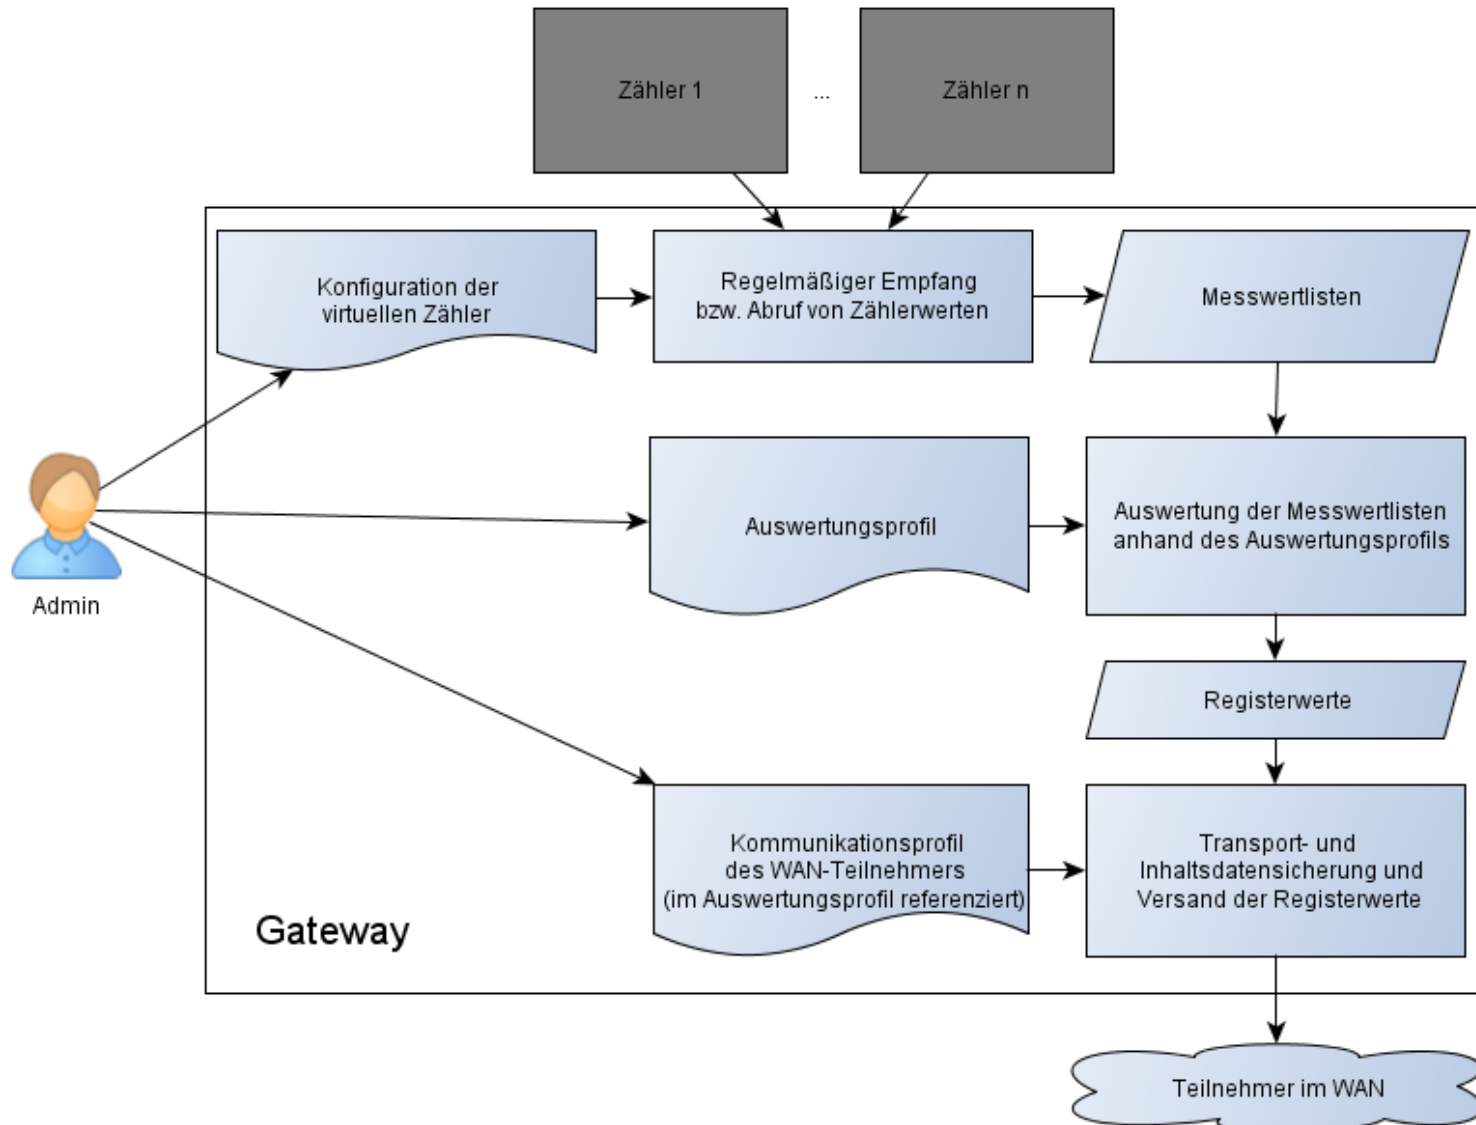 Zähler 1
...
Zähler n
Konfiguration der
virtuellen Zähler
Regelmäßiger Empfang
bzw. Abruf von Zählerwerten
Messwertlisten
Auswertungsprofil
Auswertung der Messwertlisten
anhand des Auswertungsprofils
Admin
Registerwerte
Kommunikationsprofil
des WAN-Teilnehmers
(im Auswertungsprofil referenziert)
Transport- und
Inhaltsdatensicherung und
Versand der Registerwerte
Gateway
Teilnehmer im WAN